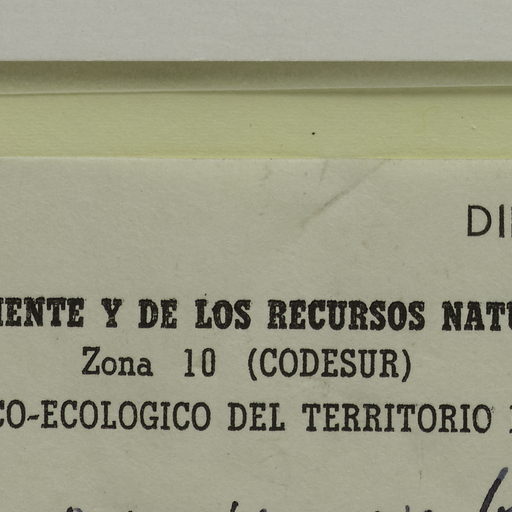 DI
IENTE Y DE LOS RECURSOS NATU
Zona 10 (CODESUR)
CO-ECOLOGICO DEL TERRITORIO